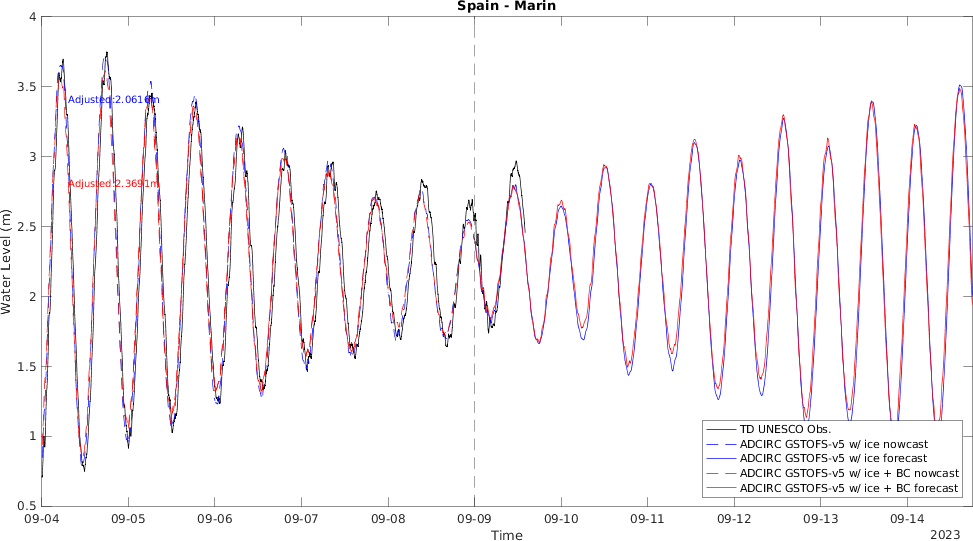 Spain - Marin
4
3.5
3
2.5
2
1.5
1
0.5
Water Level (m)
Adjusted:2.0616m
Adjusted:2.3691m
TD UNESCO Obs.
ADCIRC GSTOFS-v5 w/ ice nowcast
ADCIRC GSTOFS-v5 w/ ice forecast
ADCIRC GSTOFS-v5 w/ ice + BC nowcast
ADCIRC GSTOFS-v5 w/ ice + BC forecast
09-04 09-05 09-06 09-07 09-08 09-09 09-10 09-11 09-12 09-13 09-14
Time
2023